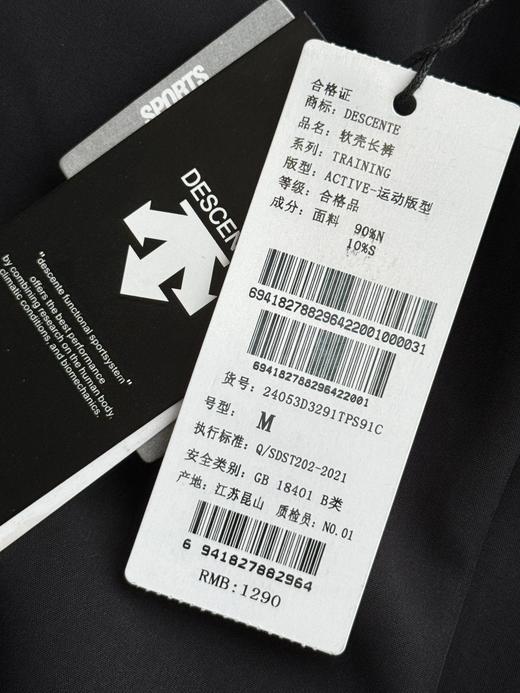 SPORTS
DESCENTE
"descente functional sportsystem"
offers the best performance
by combining research on the human body,
climatic conditions, and biomechanics.
合格证
商标: DESCENTE
品名: 软壳长裤
系列: TRAINING
版型: ACTIVE-运动版型
等级: 合格品
成分: 面料 90%N
10%S
694182788296422001000031
694182788296422001
货号: 24053D3291TPS91C
号型: M
执行标准: Q/SDST202-2021
安全类别: GB 18401 B类
产地: 江苏昆山 质检员: NO.01
6 941827882964
RMB:1290